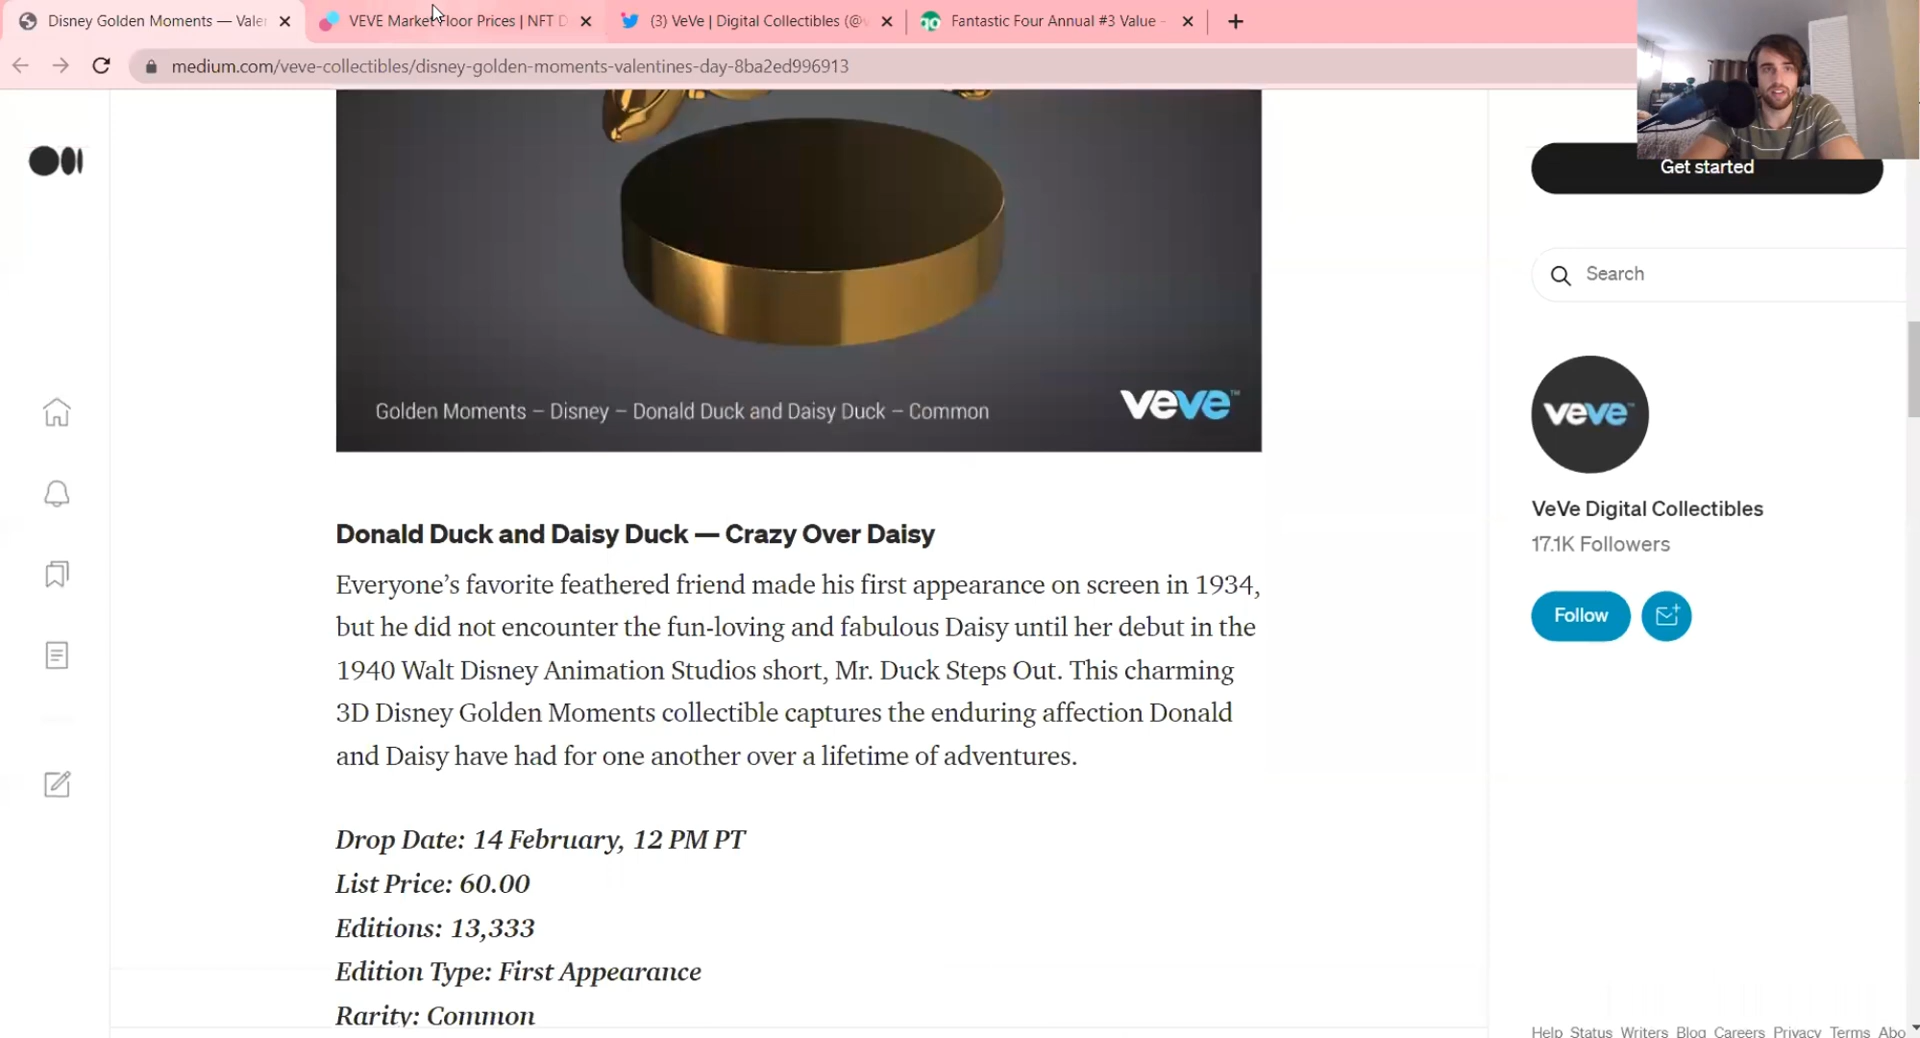 Disney Golden Moments — Valen
VEVE Market Floor Prices | NFT D
(3) VeVe | Digital Collectibles (@v
Fantastic Four Annual #3 Value -
medium.com/veve-collectibles/disney-golden-moments-valentines-day-8ba2ed996913
Get started
Search
Golden Moments – Disney – Donald Duck and Daisy Duck – Common
veve™
veve™
VeVe Digital Collectibles
17.1K Followers
Follow
Donald Duck and Daisy Duck — Crazy Over Daisy
Everyone’s favorite feathered friend made his first appearance on screen in 1934,
but he did not encounter the fun-loving and fabulous Daisy until her debut in the
1940 Walt Disney Animation Studios short, Mr. Duck Steps Out. This charming
3D Disney Golden Moments collectible captures the enduring affection Donald
and Daisy have had for one another over a lifetime of adventures.
Drop Date: 14 February, 12 PM PT
List Price: 60.00
Editions: 13,333
Edition Type: First Appearance
Rarity: Common
Help Status Writers Blog Careers Privacy Terms Abo